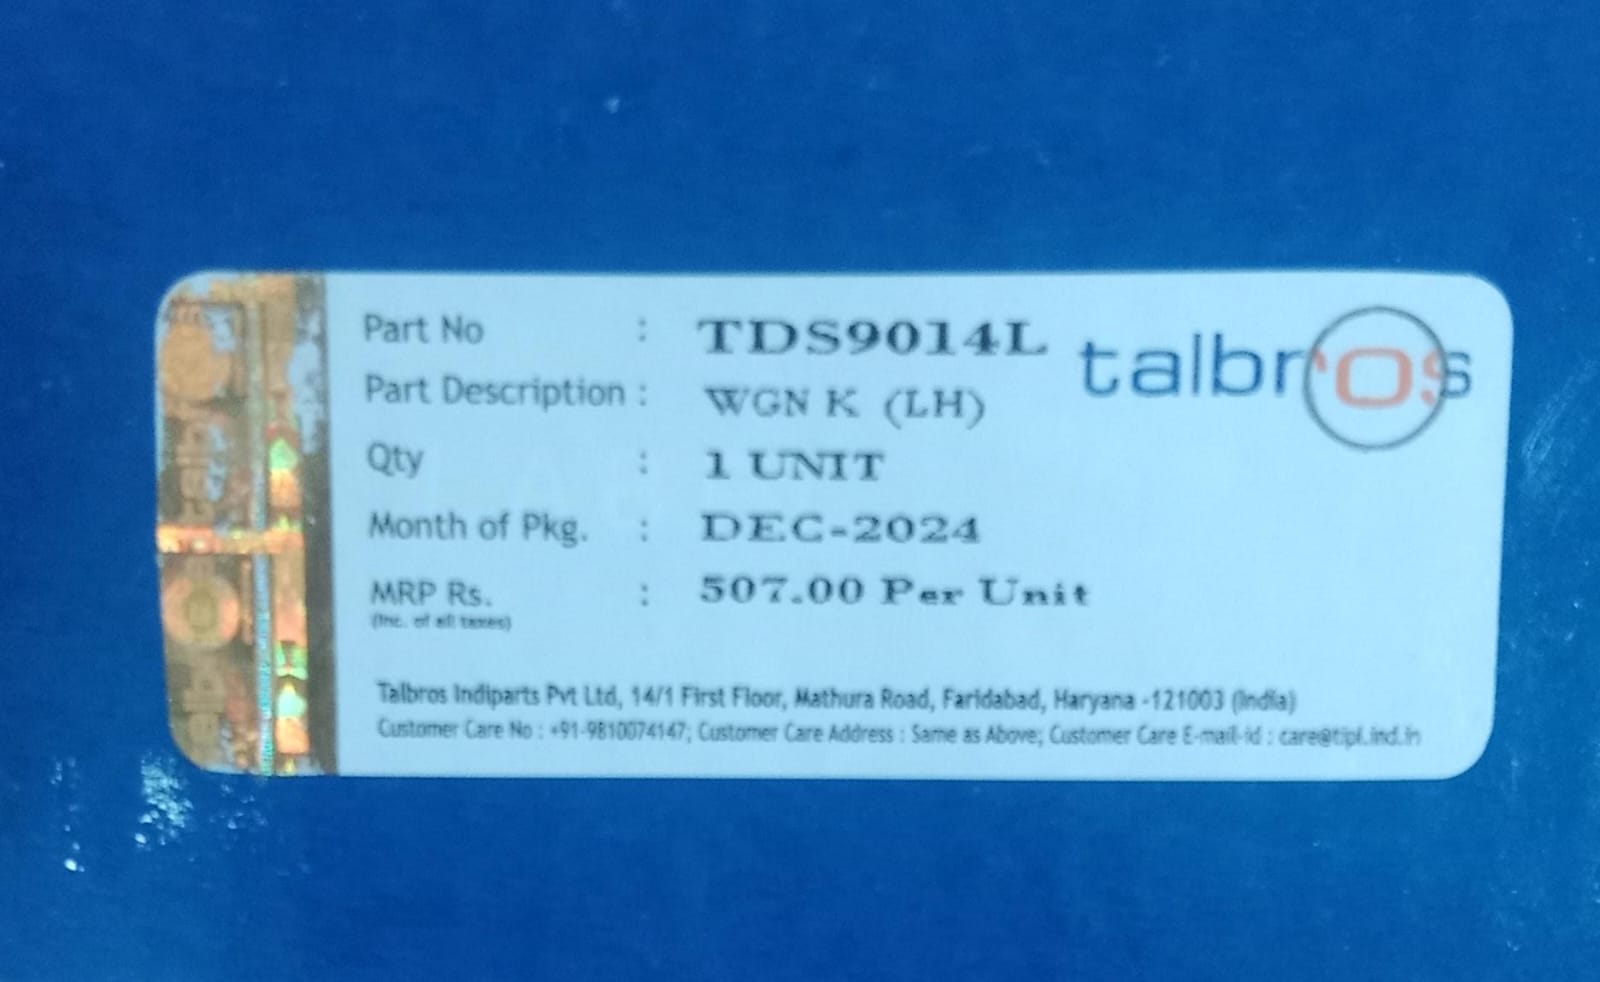 Part No : TDS9014L
talbros
Part Description : WGN K (LH)
Qty : 1 UNIT
Month of Pkg. : DEC-2024
MRP Rs. : 507.00 Per Unit
(Inc. of all taxes)
Talbros Indiparts Pvt Ltd, 14/1 First Floor, Mathura Road, Faridabad, Haryana -121003 (India)
Customer Care No : +91-9810074147; Customer Care Address : Same as Above; Customer Care E-mail-id : care@tipl.ind.in